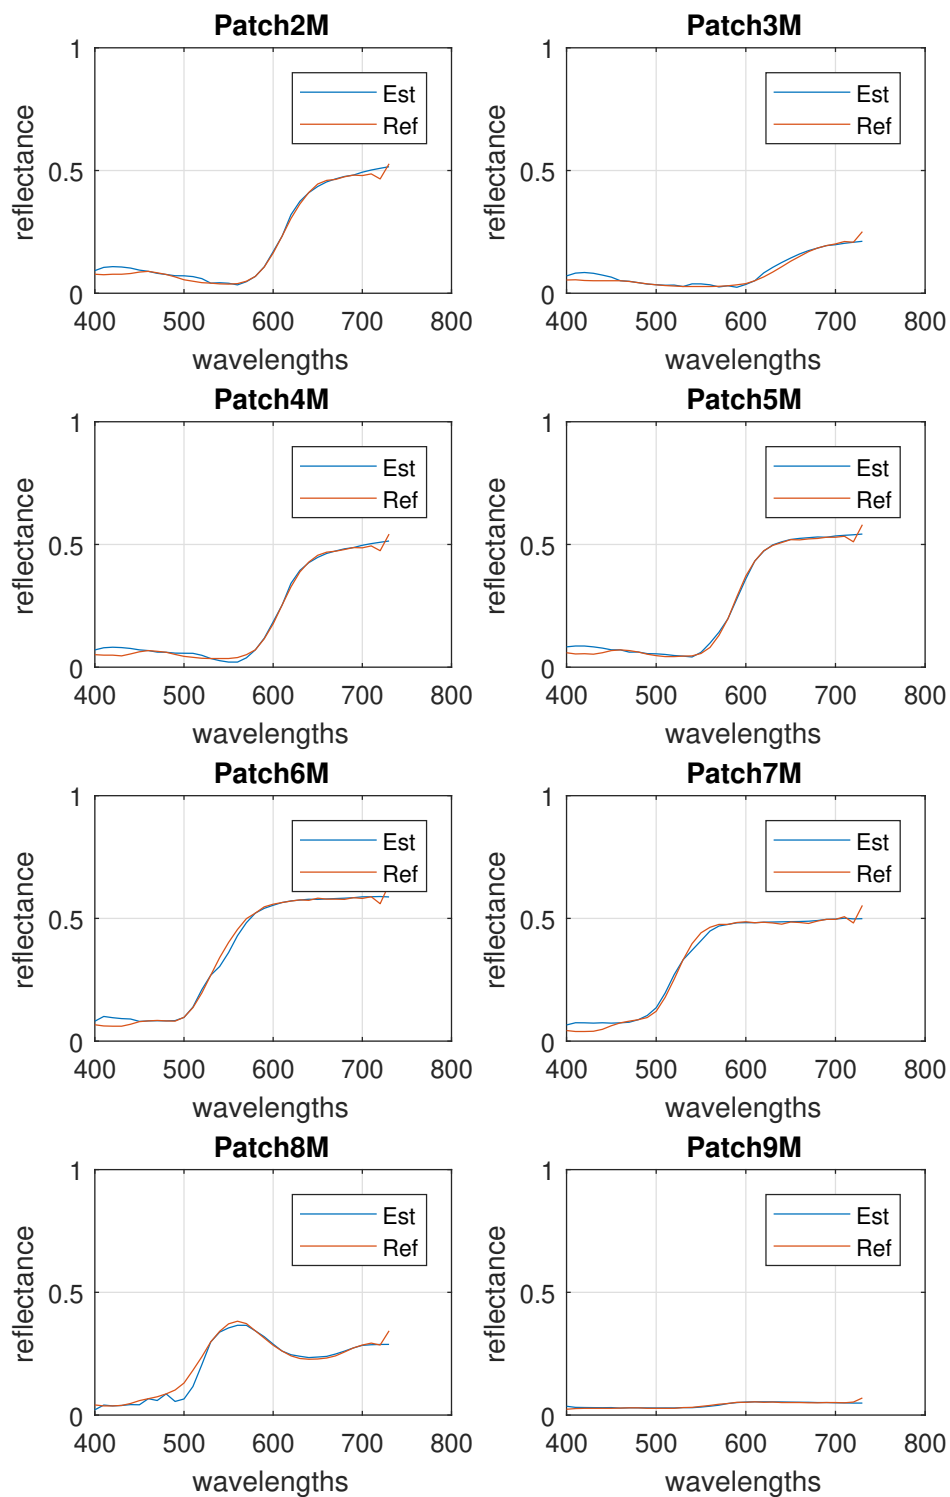 Patch2M
Patch3M
1
0.5
0
reflectance
Est
Ref
400 500 600 700 800
wavelengths
1
0.5
0
reflectance
Est
Ref
400 500 600 700 800
wavelengths
Patch4M
Patch5M
1
0.5
0
reflectance
Est
Ref
400 500 600 700 800
wavelengths
1
0.5
0
reflectance
Est
Ref
400 500 600 700 800
wavelengths
Patch6M
Patch7M
1
0.5
0
reflectance
Est
Ref
400 500 600 700 800
wavelengths
1
0.5
0
reflectance
Est
Ref
400 500 600 700 800
wavelengths
Patch8M
Patch9M
1
0.5
0
reflectance
Est
Ref
400 500 600 700 800
wavelengths
1
0.5
0
reflectance
Est
Ref
400 500 600 700 800
wavelengths